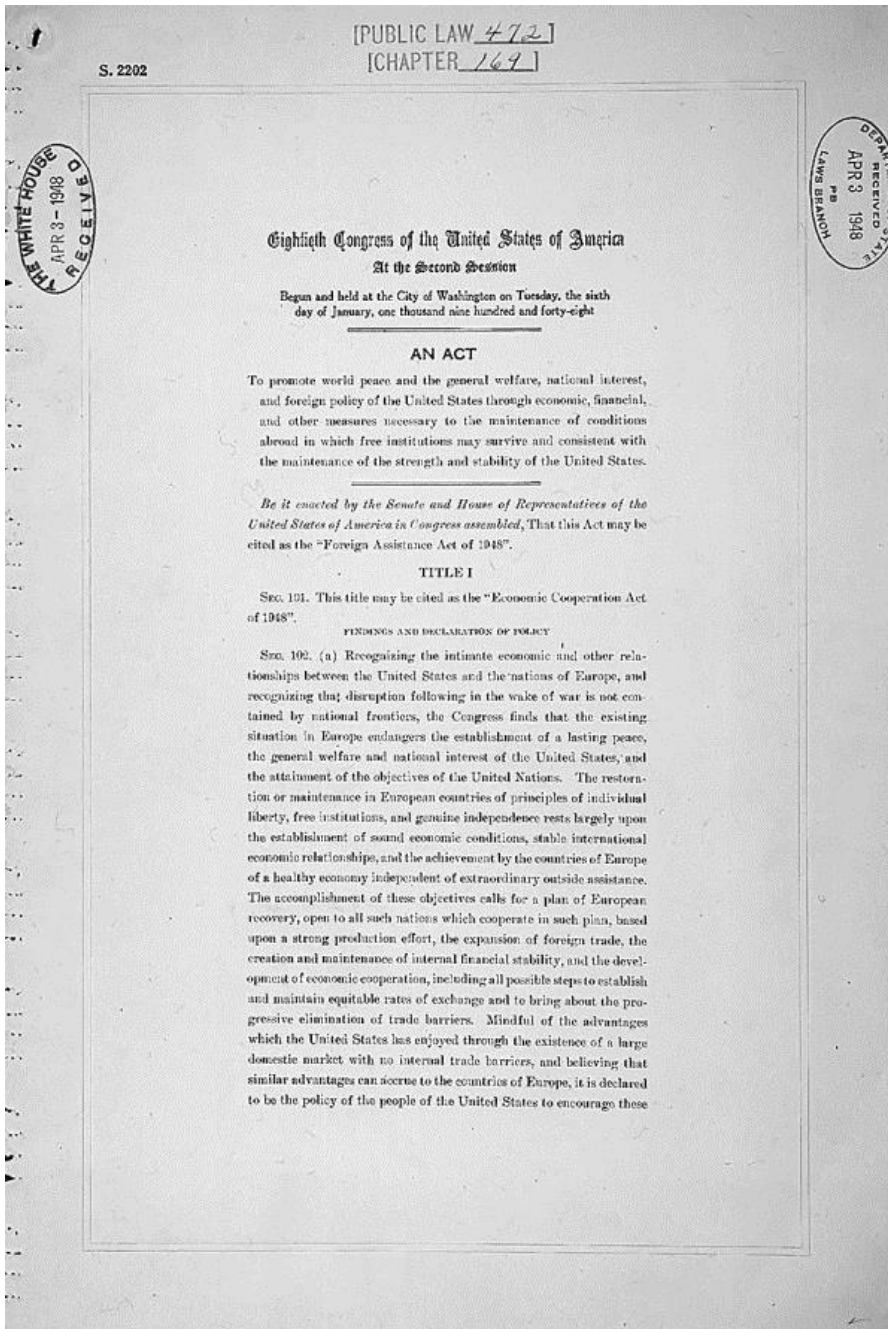 [PUBLIC LAW 472]
[CHAPTER 169]
S. 2202
THE WHITE HOUSE
APR 3 - 1948
RECEIVED
RECEIVED
APR 3 1948
PB
LAWS BRANCH
STATE
Eightieth Congress of the United States of America
At the Second Session
Begun and held at the City of Washington on Tuesday, the sixth
day of January, one thousand nine hundred and forty-eight
AN ACT
To promote world peace and the general welfare, national interest,
and foreign policy of the United States through economic, financial,
and other measures necessary to the maintenance of conditions
abroad in which free institutions may survive and consistent with
the maintenance of the strength and stability of the United States.
Be it enacted by the Senate and House of Representatives of the
United States of America in Congress assembled, That this Act may be
cited as the "Foreign Assistance Act of 1948".
TITLE I
SEC. 101. This title may be cited as the "Economic Cooperation Act
of 1948".
FINDINGS AND DECLARATION OF POLICY
SEC. 102. (a) Recognizing the intimate economic and other rela-
tionships between the United States and the nations of Europe, and
recognizing that disruption following in the wake of war is not con-
tained by national frontiers, the Congress finds that the existing
situation in Europe endangers the establishment of a lasting peace,
the general welfare and national interest of the United States, and
the attainment of the objectives of the United Nations. The restora-
tion or maintenance in European countries of principles of individual
liberty, free institutions, and genuine independence rests largely upon
the establishment of sound economic conditions, stable international
economic relationships, and the achievement by the countries of Europe
of a healthy economy independent of extraordinary outside assistance.
The accomplishment of these objectives calls for a plan of European
recovery, open to all such nations which cooperate in such plan, based
upon a strong production effort, the expansion of foreign trade, the
creation and maintenance of internal financial stability, and the devel-
opment of economic cooperation, including all possible steps to establish
and maintain equitable rates of exchange and to bring about the pro-
gressive elimination of trade barriers. Mindful of the advantages
which the United States has enjoyed through the existence of a large
domestic market with no internal trade barriers, and believing that
similar advantages can accrue to the countries of Europe, it is declared
to be the policy of the people of the United States to encourage these